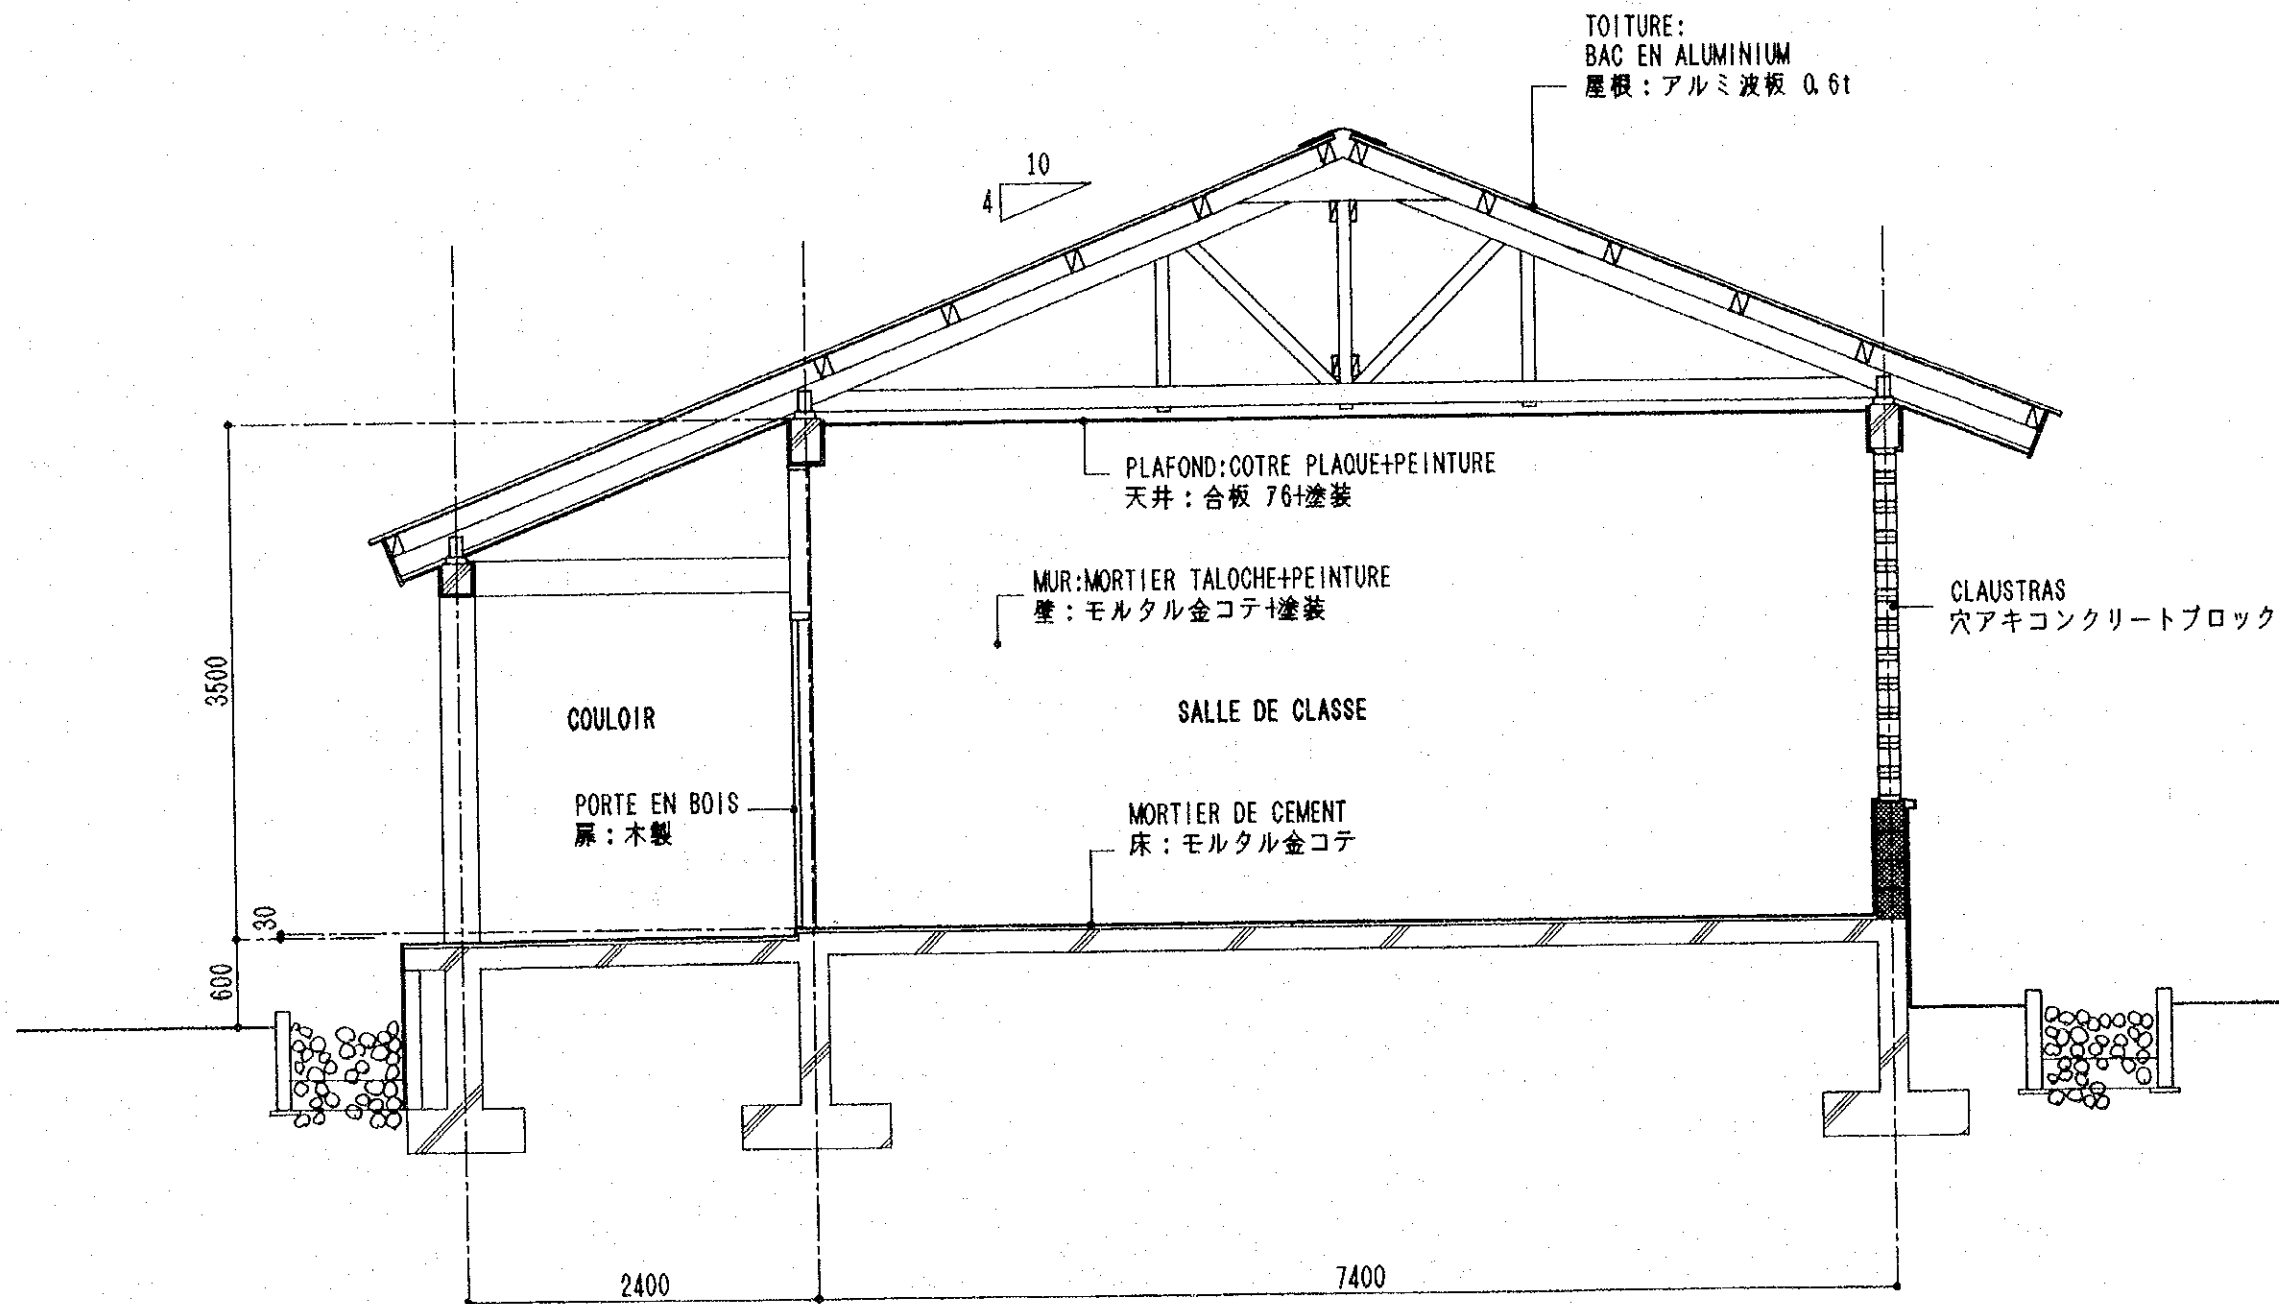 TOITURE:
BAC EN ALUMINIUM
屋根：アルミ波板 0.6t
10
4
PLAFOND:COTRE PLAQUE+PEINTURE
天井：合板 76+塗装
MUR:MORTIER TALOCHE+PEINTURE
壁：モルタル金コテ+塗装
CLAUSTRAS
穴アキコンクリートブロック
3500
COULOIR
SALLE DE CLASSE
PORTE EN BOIS
扉：木製
MORTIER DE CEMENT
床：モルタル金コテ
30
600
2400
7400